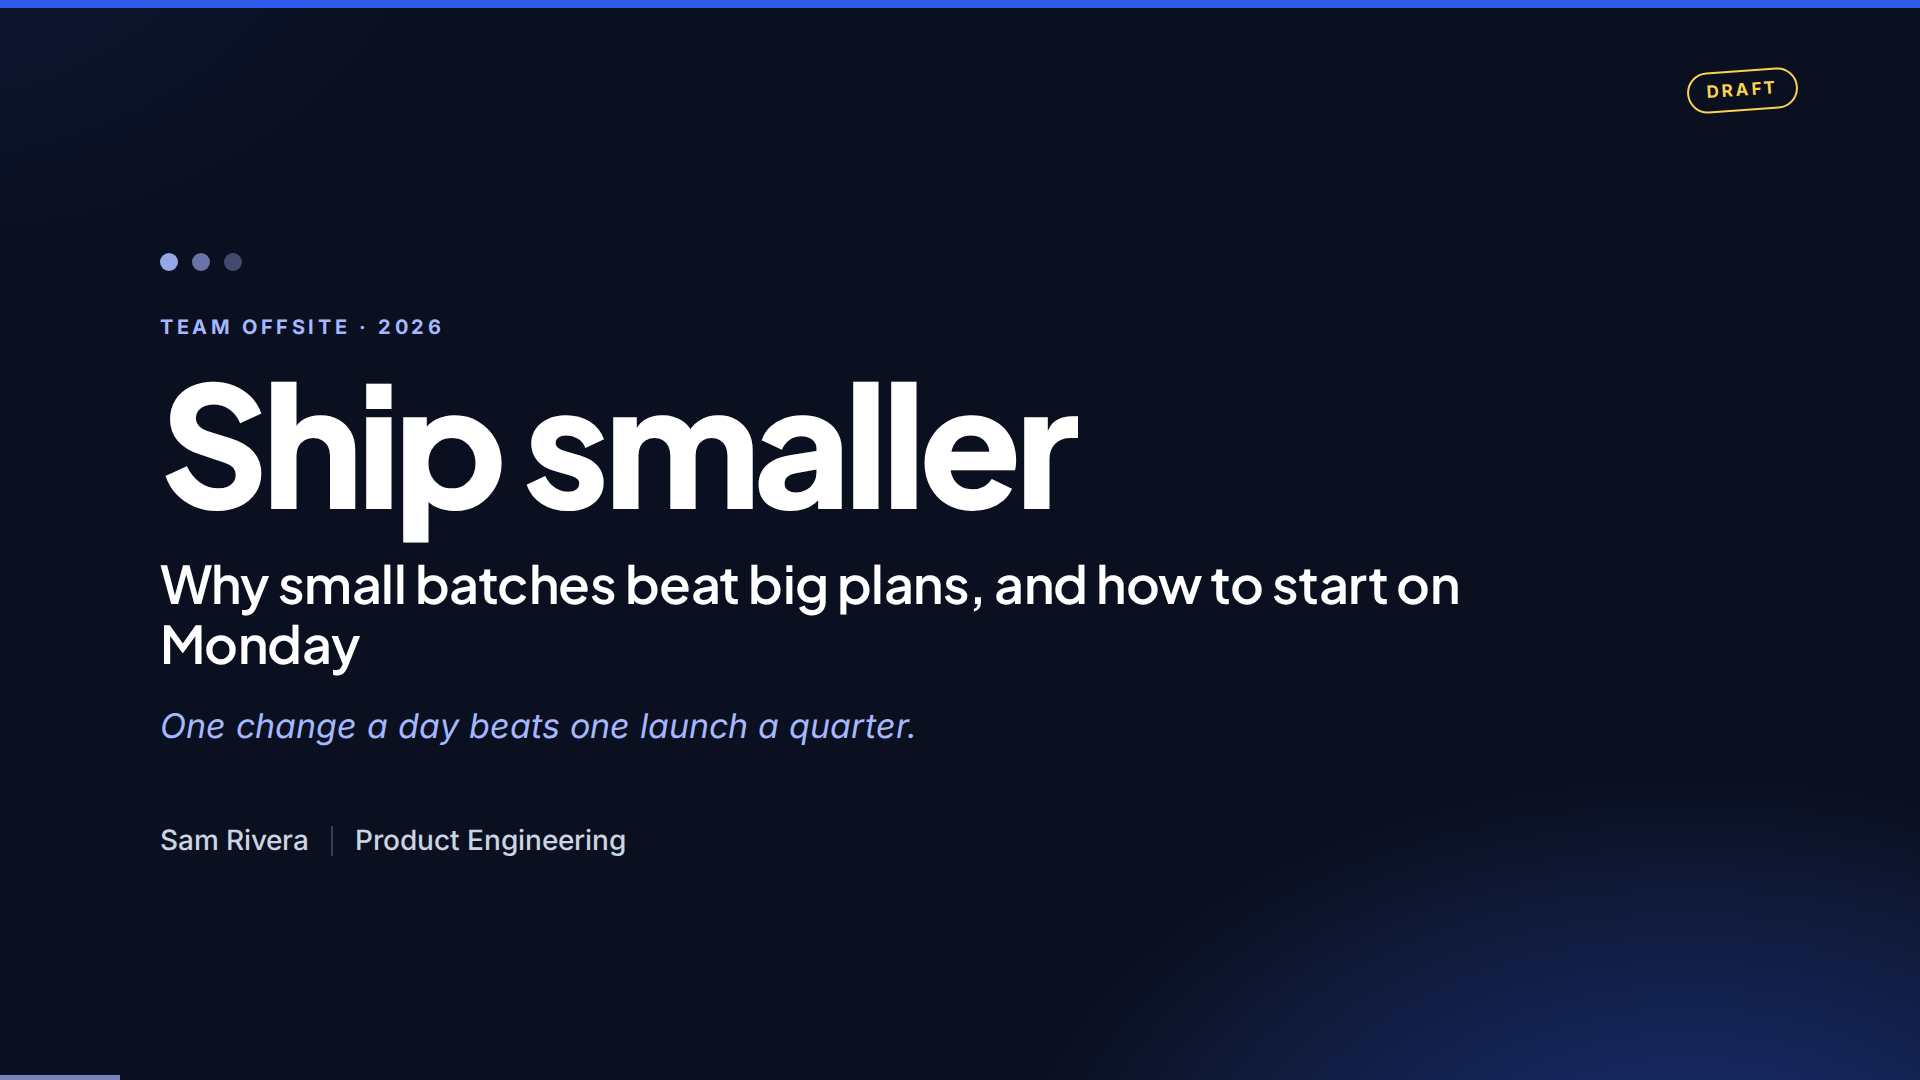 DRAFT
TEAM OFFSITE · 2026
Ship smaller
Why small batches beat big plans, and how to start on
Monday
One change a day beats one launch a quarter.
Sam Rivera
Product Engineering